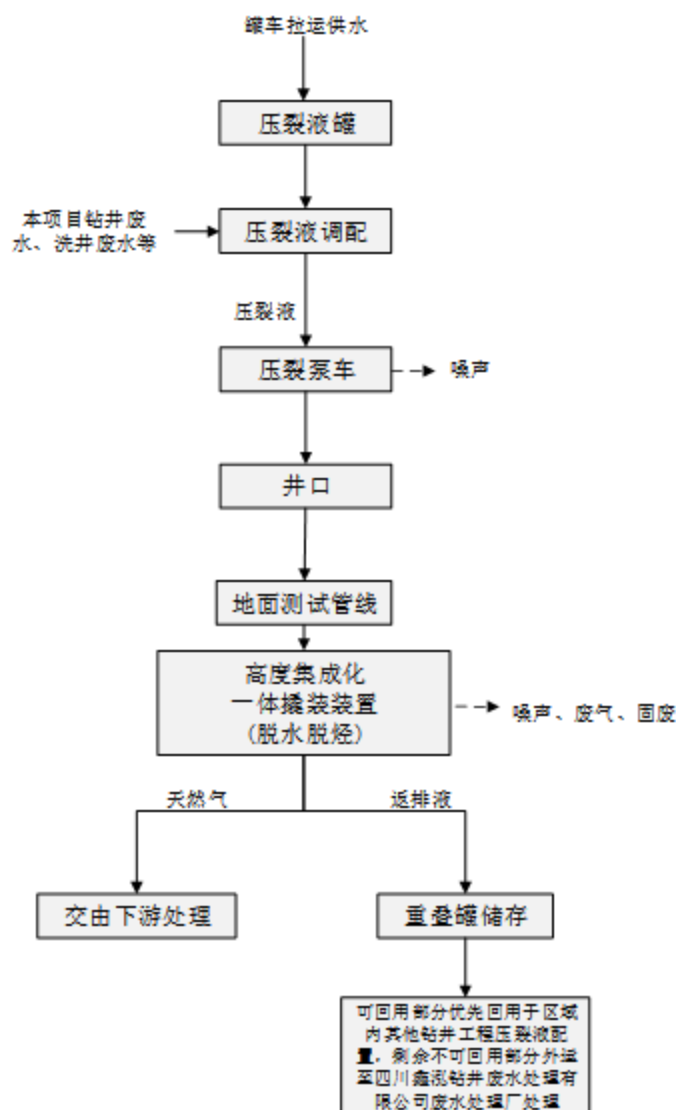 罐车拉运供水
压裂液罐
本项目钻井废
水、洗井废水等
压裂液调配
压裂液
压裂泵车
噪声
井口
地面测试管线
高度集成化
一体撬装装置
(脱水脱烃)
噪声、废气、固废
天然气
返排液
交由下游处理
重叠罐储存
可回用部分优先回用于区域
内其他钻井工程压裂液配
置，剩余不可回用部分外运
至四川鑫泓钻井废水处理有
限公司废水处理厂处理